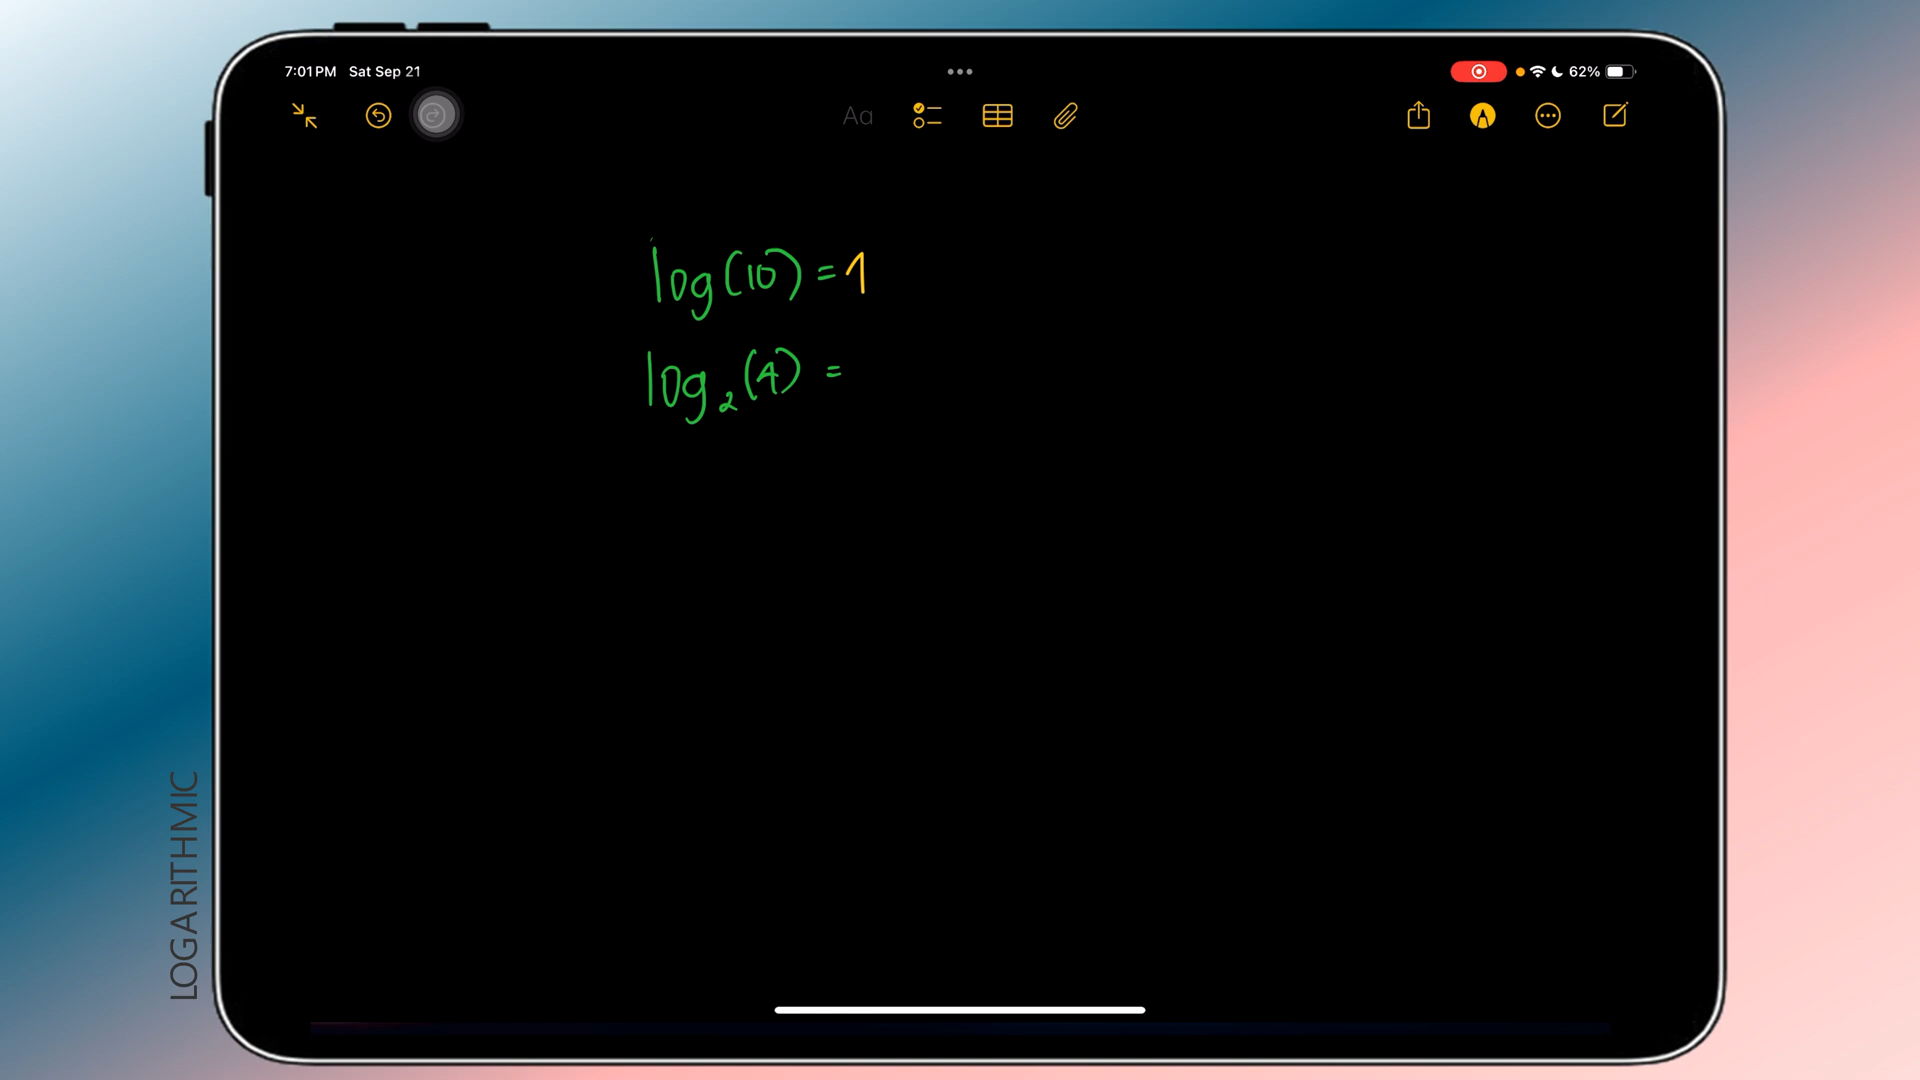 7:01 PM Sat Sep 21
62%
Aa
log(10) = 1
log₂(4) =
LOGARITHMIC